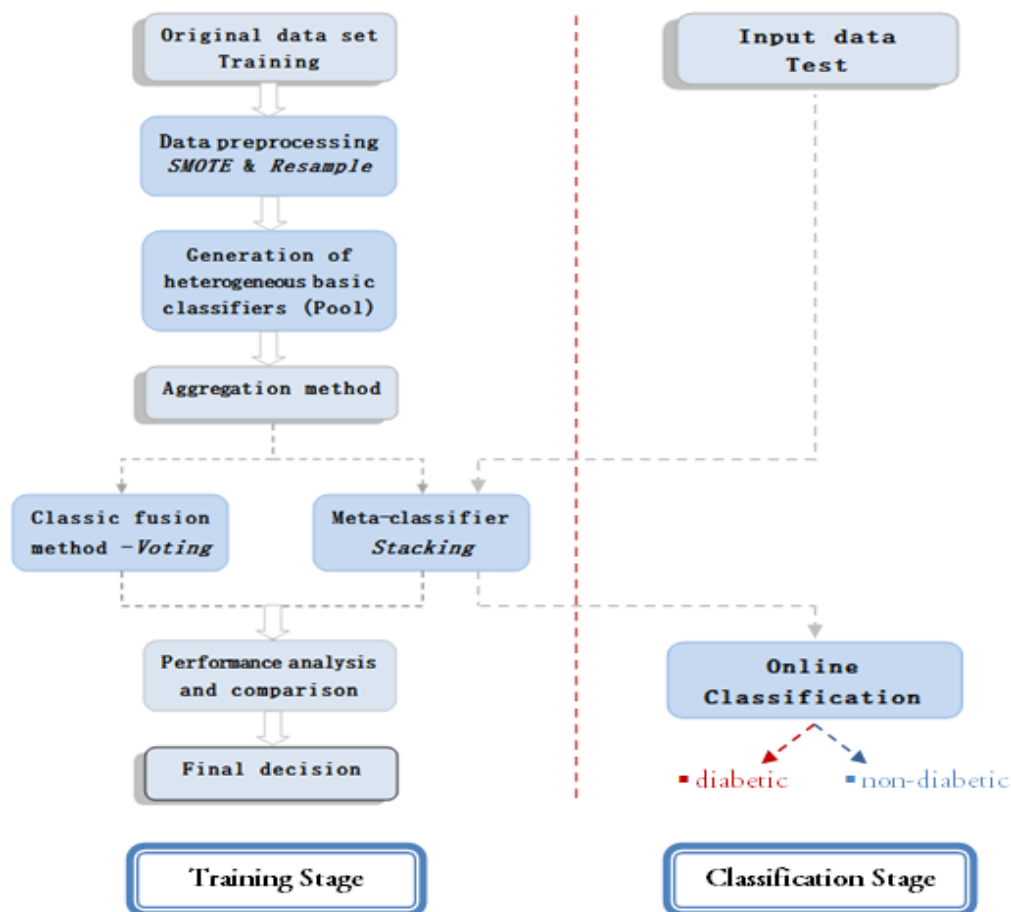 Original data set
Training
Data preprocessing
SMOTE & Resample
Generation of
heterogeneous basic
classifiers (Pool)
Aggregation method
Classic fusion
method -Voting
Meta-classifier
Stacking
Performance analysis
and comparison
Final decision
Training Stage
Input data
Test
Online
Classification
▪ diabetic
▪ non-diabetic
Classification Stage